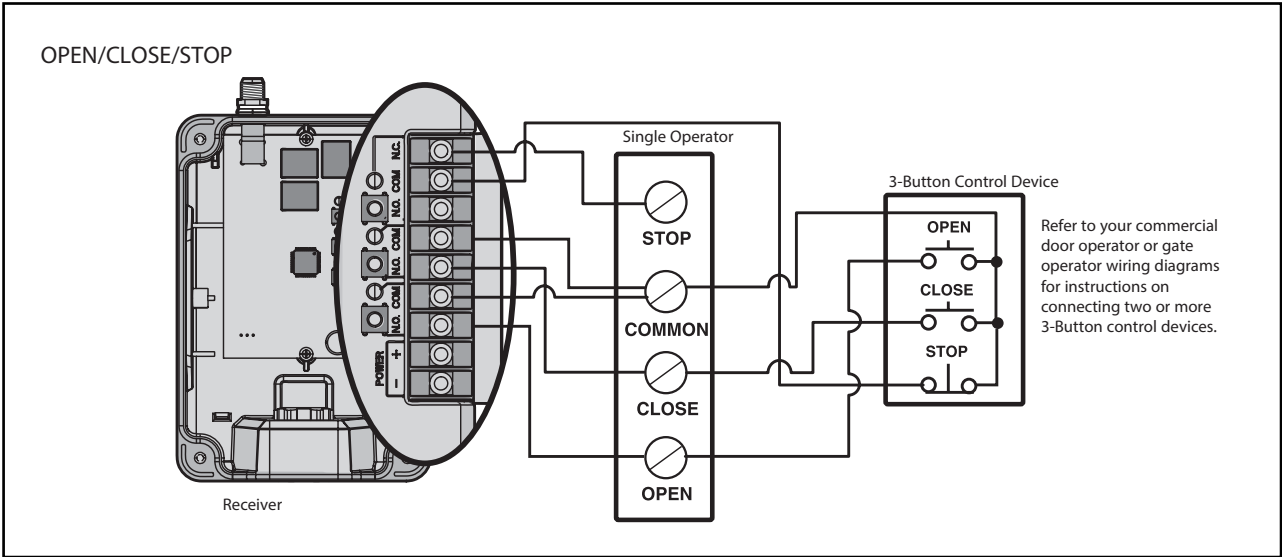 OPEN/CLOSE/STOP
N.C.
COM
N.O.
COM
N.O.
COM
N.O.
POWER
+
−
Receiver
Single Operator
STOP
COMMON
CLOSE
OPEN
3-Button Control Device
OPEN
CLOSE
STOP
Refer to your commercial
door operator or gate
operator wiring diagrams
for instructions on
connecting two or more
3-Button control devices.